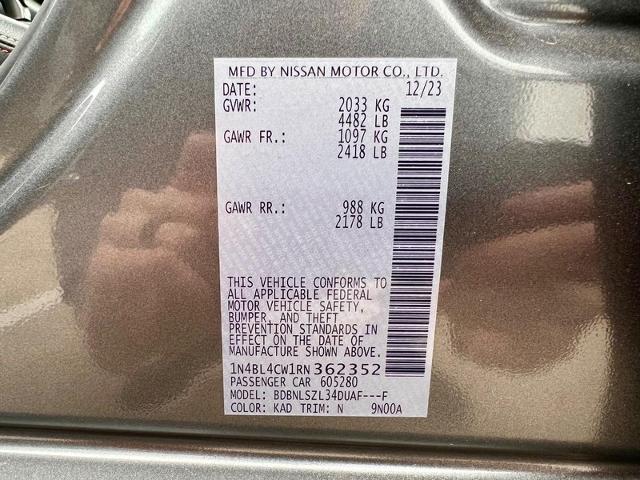 MFD BY NISSAN MOTOR CO., LTD.
DATE: 12/23
GVWR: 2033 KG
4482 LB
GAWR FR.: 1097 KG
2418 LB
GAWR RR.: 988 KG
2178 LB
THIS VEHICLE CONFORMS TO
ALL APPLICABLE FEDERAL
MOTOR VEHICLE SAFETY,
BUMPER, AND THEFT
PREVENTION STANDARDS IN
EFFECT ON THE DATE OF
MANUFACTURE SHOWN ABOVE.
1N4BL4CW1RN362352
PASSENGER CAR 605280
MODEL: BDBNLSZL34DUAF---F
COLOR: KAD TRIM: N 9N00A